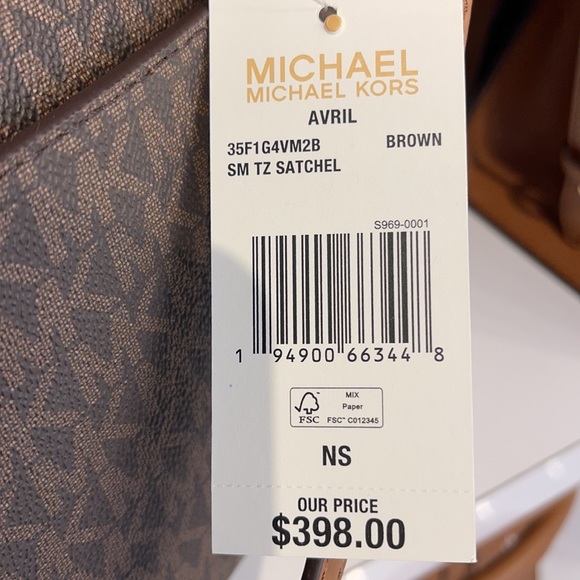 MICHAEL
MICHAEL KORS
AVRIL
35F1G4VM2B BROWN
SM TZ SATCHEL
S969-0001
1 94900 66344 8
FSC
MIX
Paper
FSC™ C012345
NS
OUR PRICE
$398.00